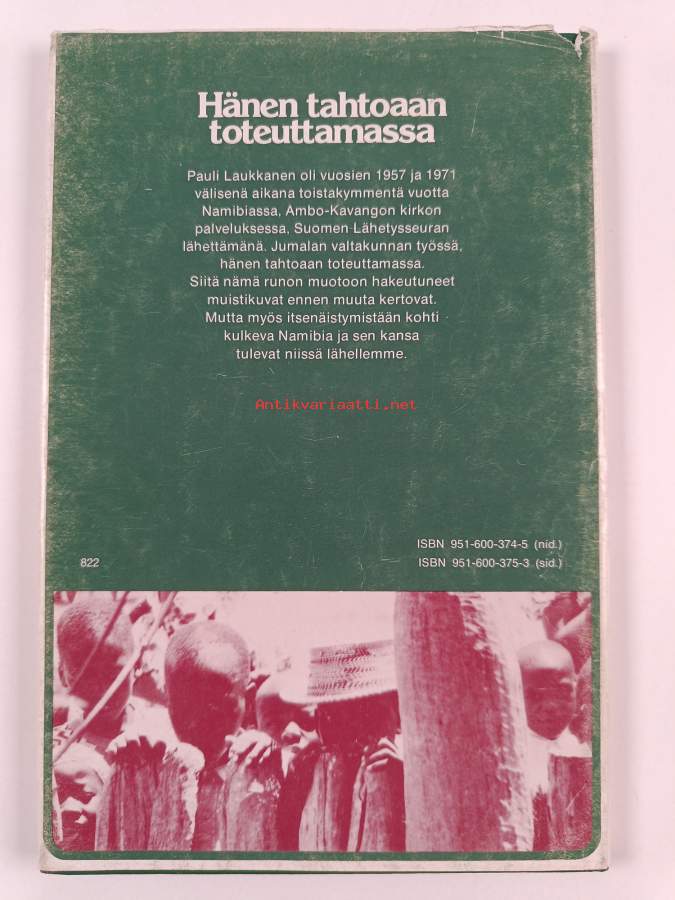 Hänen tahtoaan
toteuttamassa
Pauli Laukkanen oli vuosien 1957 ja 1971
välisenä aikana toistakymmentä vuotta
Namibiassa, Ambo-Kavangon kirkon
palveluksessa, Suomen Lähetysseuran
lähettämänä. Jumalan valtakunnan työssä,
hänen tahtoaan toteuttamassa.
Siitä nämä runon muotoon hakeutuneet
muistikuvat ennen muuta kertovat.
Mutta myös itsenäistymistään kohti
kulkeva Namibia ja sen kansa
tulevat niissä lähellemme.
Antikvariaatti.net
ISBN 951-600-374-5 (nid.)
822 ISBN 951-600-375-3 (sid.)